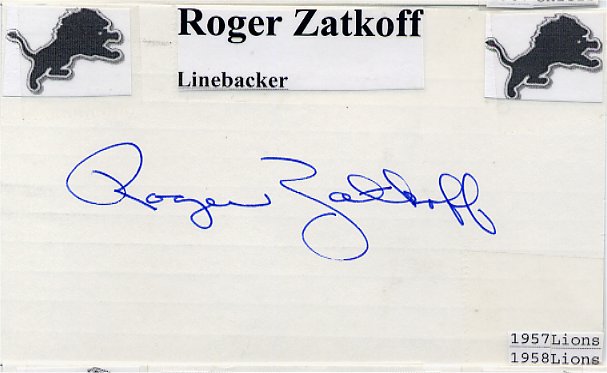 Roger Zatkoff
Linebacker
Roger Zatkoff
1957Lions
1958Lions